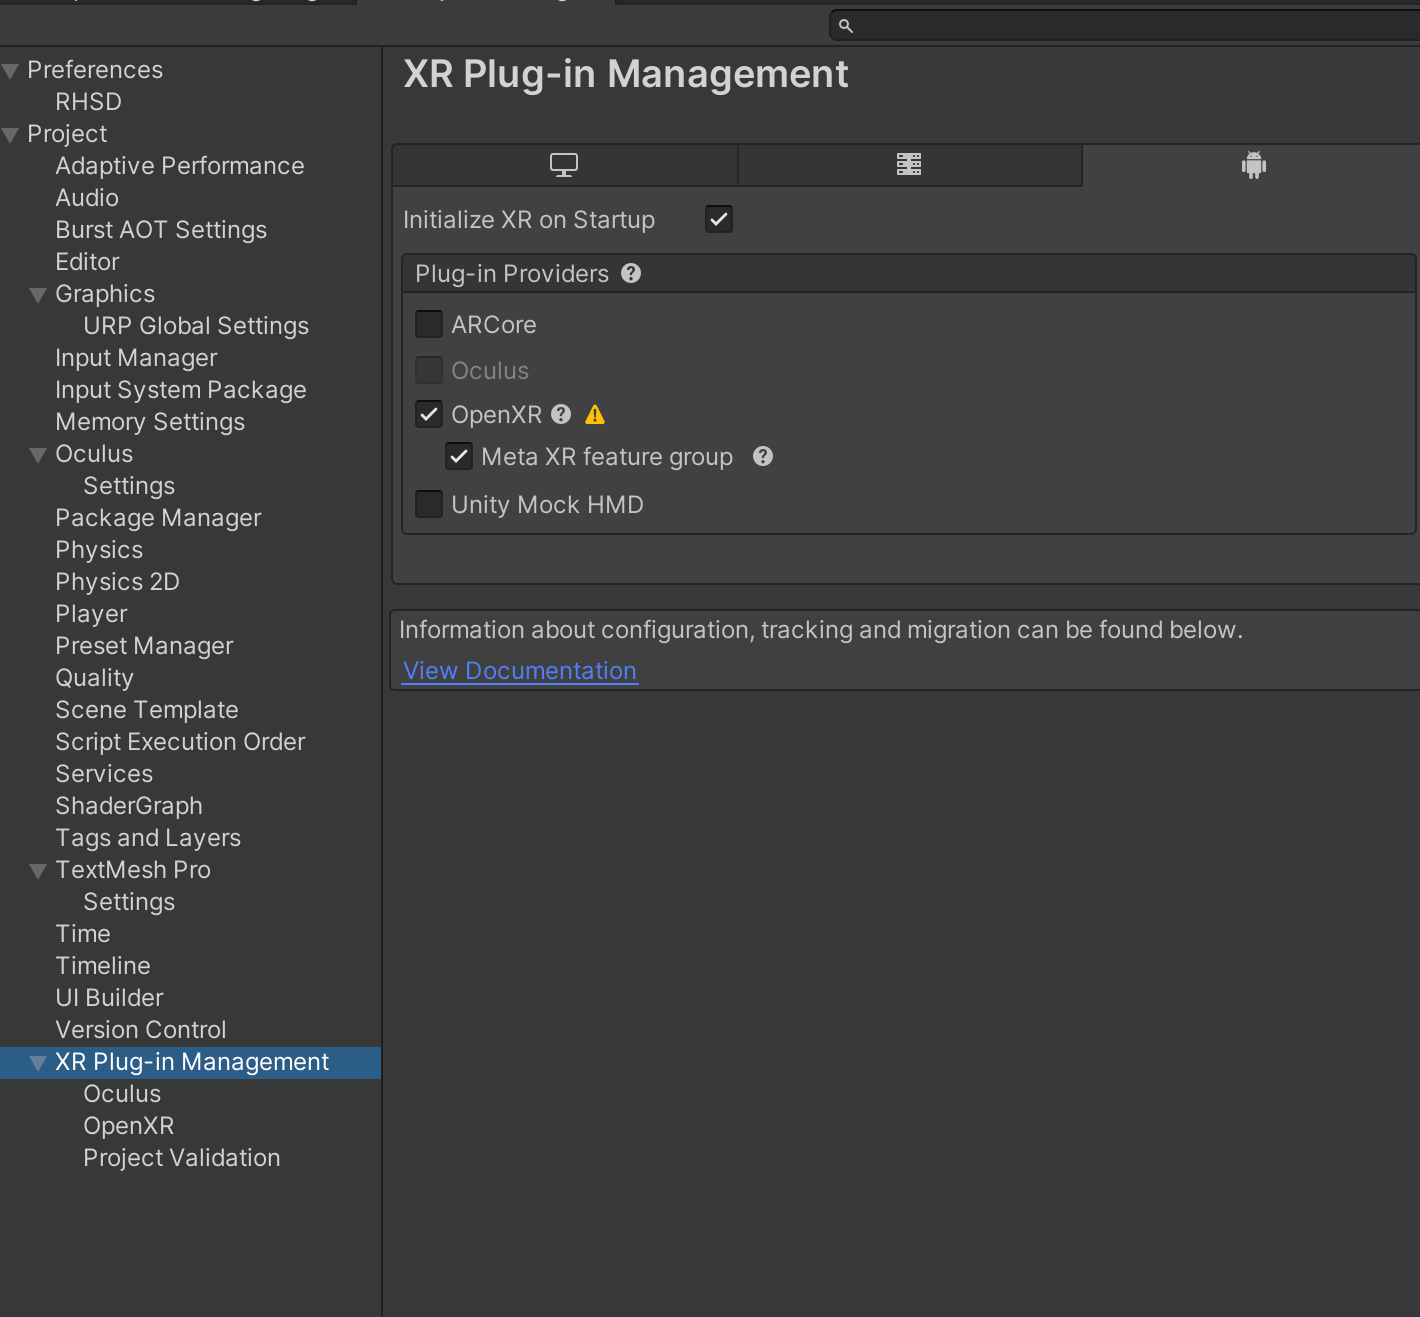 Preferences
RHSD
Project
Adaptive Performance
Audio
Burst AOT Settings
Editor
Graphics
URP Global Settings
Input Manager
Input System Package
Memory Settings
Oculus
Settings
Package Manager
Physics
Physics 2D
Player
Preset Manager
Quality
Scene Template
Script Execution Order
Services
ShaderGraph
Tags and Layers
TextMesh Pro
Settings
Time
Timeline
UI Builder
Version Control
XR Plug-in Management
Oculus
OpenXR
Project Validation
XR Plug-in Management
Initialize XR on Startup
Plug-in Providers
ARCore
Oculus
OpenXR
Meta XR feature group
Unity Mock HMD
Information about configuration, tracking and migration can be found below.
View Documentation